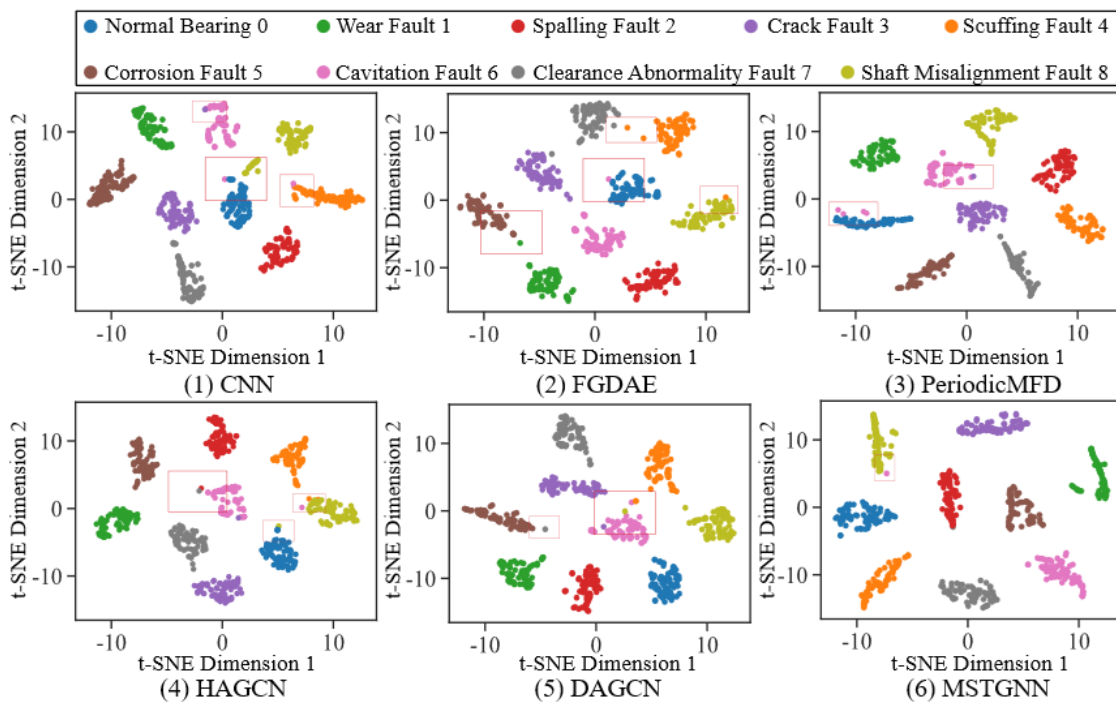 Normal Bearing 0 Wear Fault 1 Spalling Fault 2 Crack Fault 3 Scuffing Fault 4
Corrosion Fault 5 Cavitation Fault 6 Clearance Abnormality Fault 7 Shaft Misalignment Fault 8
t-SNE Dimension 2
10
0
-10
-10 0 10
t-SNE Dimension 1
(1) CNN
t-SNE Dimension 2
10
0
-10
-10 0 10
t-SNE Dimension 1
(2) FGDAE
t-SNE Dimension 2
10
0
-10
-10 0 10
t-SNE Dimension 1
(3) PeriodicMFD
t-SNE Dimension 2
10
0
-10
-10 0 10
t-SNE Dimension 1
(4) HAGCN
t-SNE Dimension 2
10
0
-10
-10 0 10
t-SNE Dimension 1
(5) DAGCN
t-SNE Dimension 2
10
0
-10
-10 0 10
t-SNE Dimension 1
(6) MSTGNN